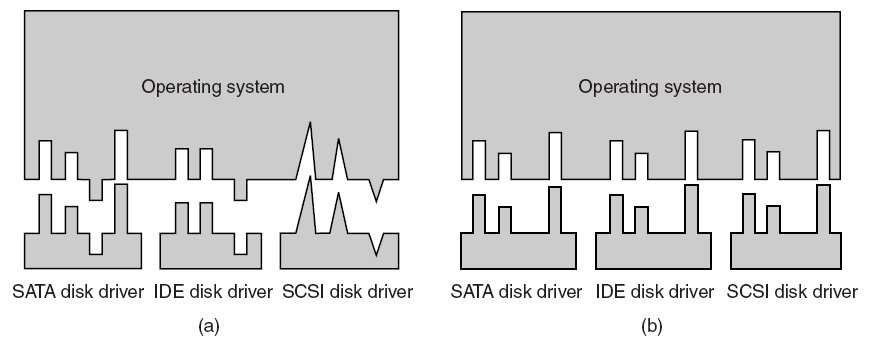 Operating system
Operating system
SATA disk driver IDE disk driver SCSI disk driver
SATA disk driver IDE disk driver SCSI disk driver
(a)
(b)